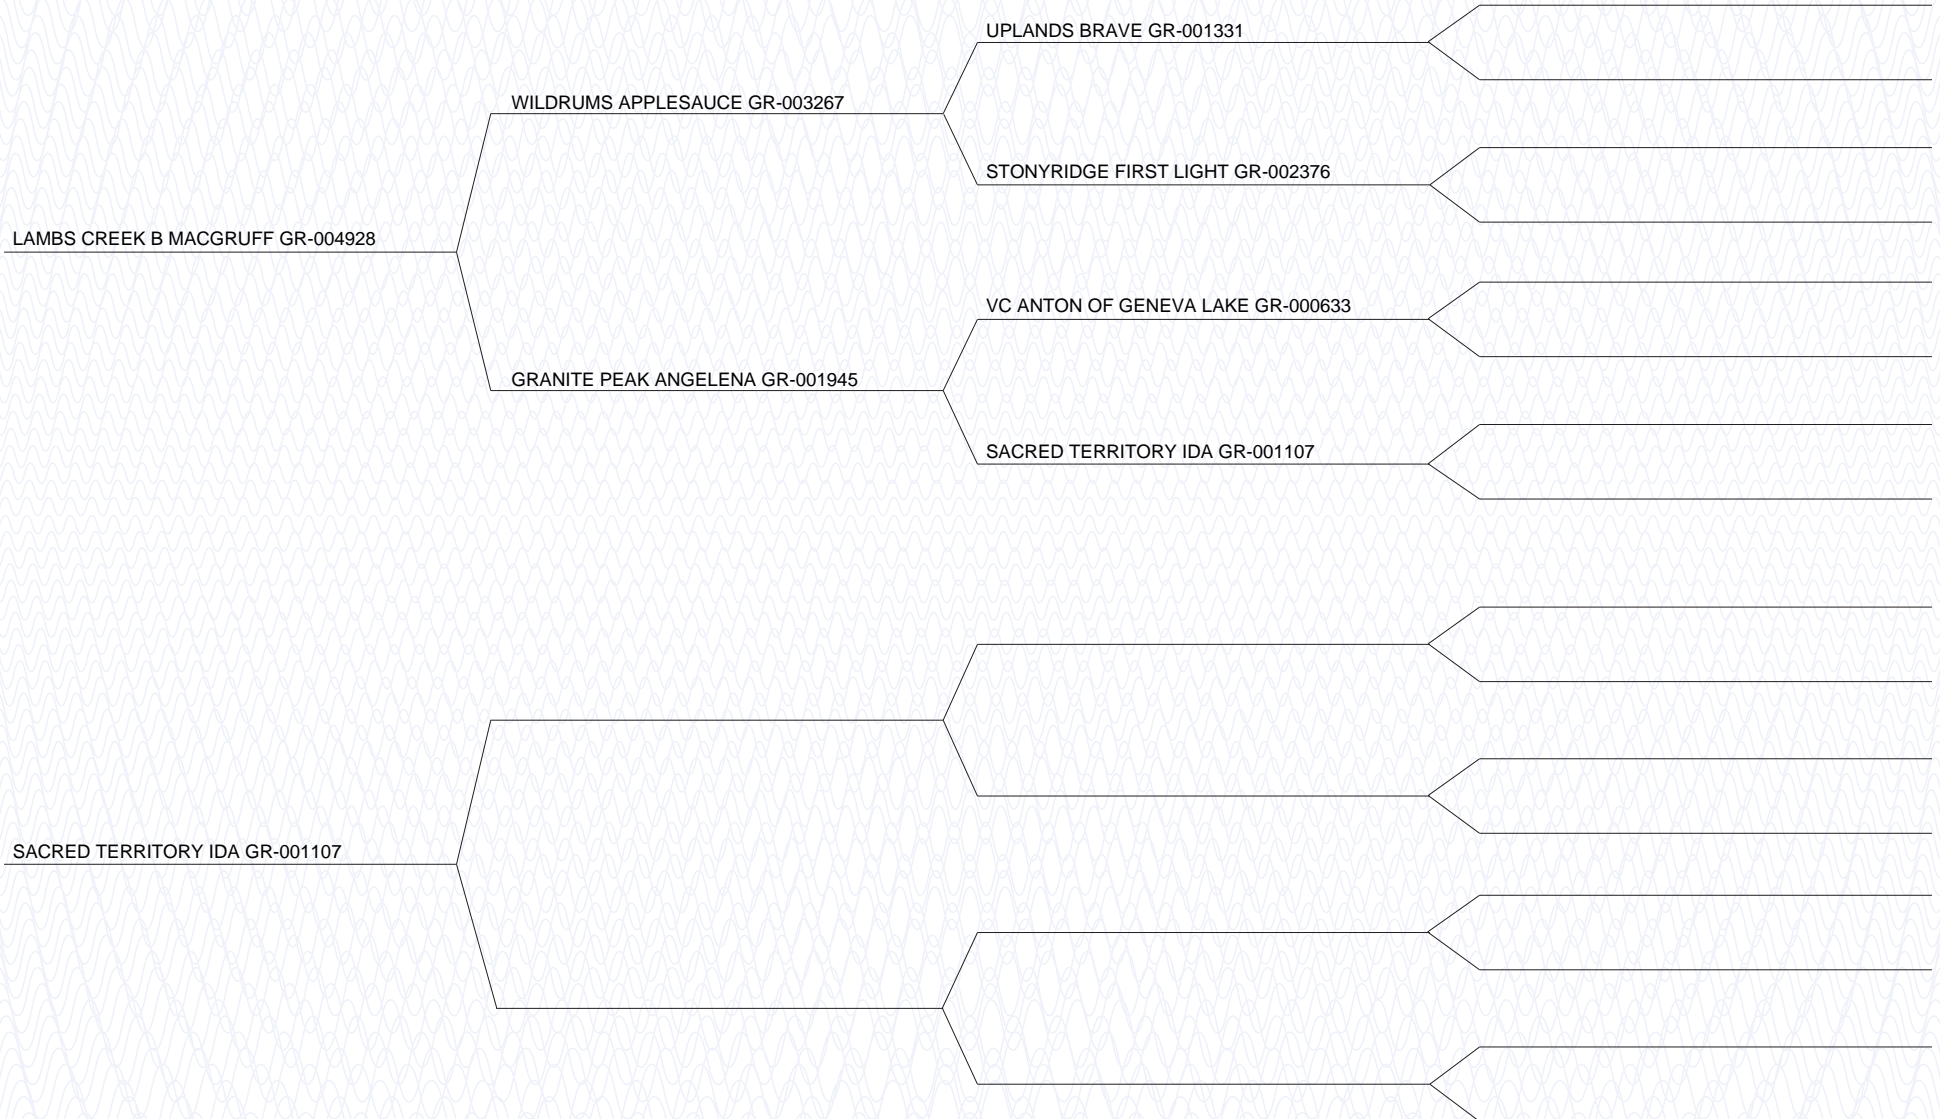 UPLANDS BRAVE GR-001331
WILDRUMS APPLESAUCE GR-003267
STONYRIDGE FIRST LIGHT GR-002376
LAMBS CREEK B MACGRUFF GR-004928
VC ANTON OF GENEVA LAKE GR-000633
GRANITE PEAK ANGELENA GR-001945
SACRED TERRITORY IDA GR-001107
SACRED TERRITORY IDA GR-001107